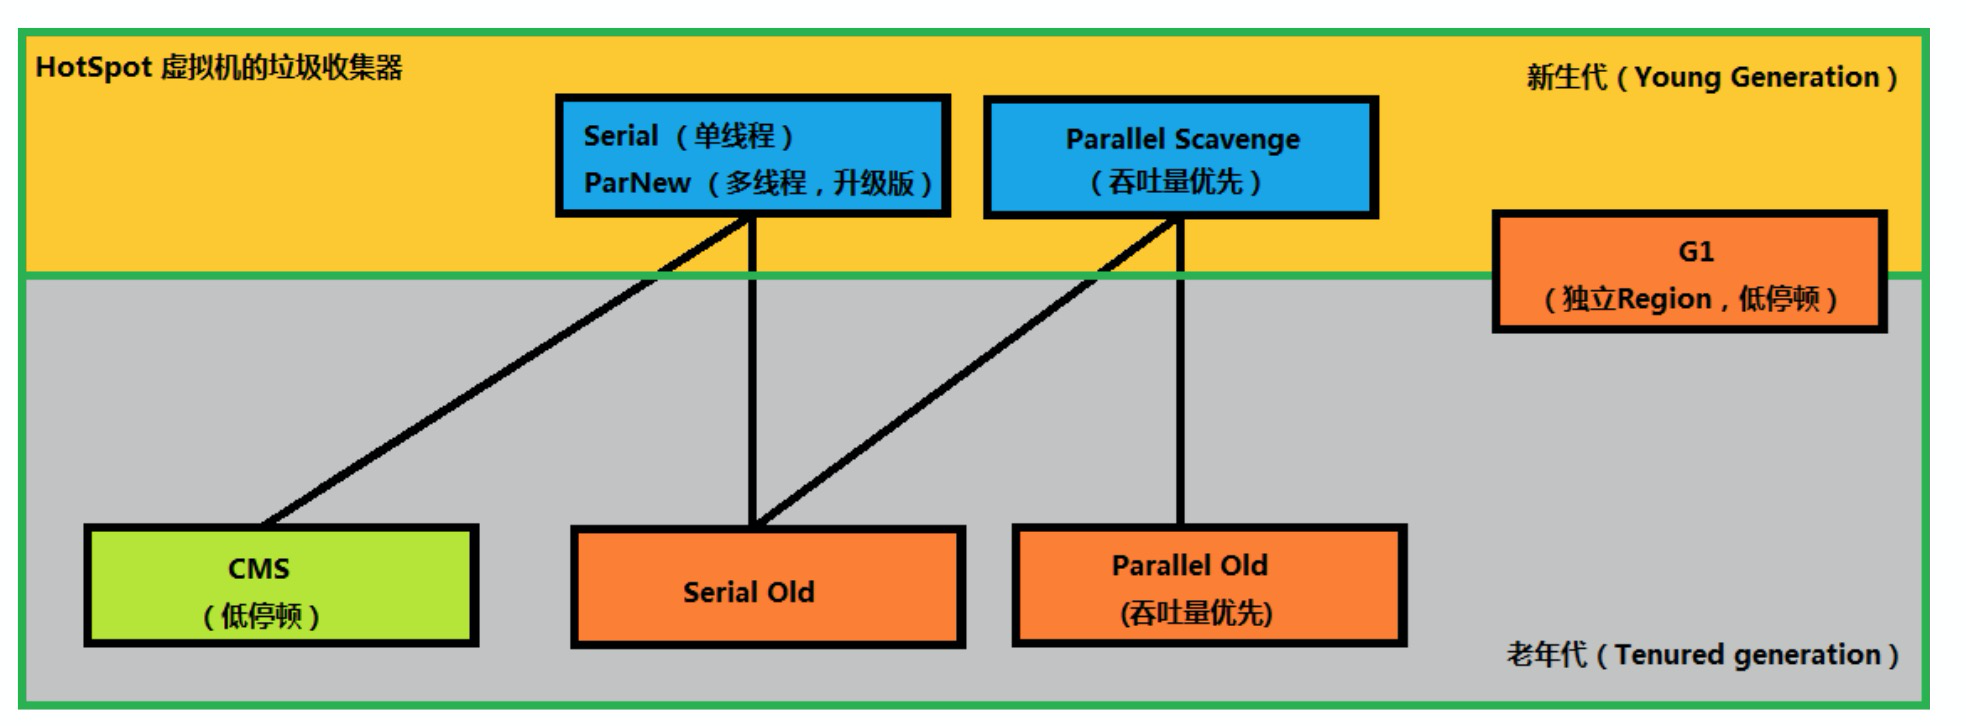 HotSpot 虚拟机的垃圾收集器
新生代（Young Generation）
Serial （单线程）
ParNew （多线程，升级版）
Parallel Scavenge
（吞吐量优先）
G1
（独立Region，低停顿）
CMS
（低停顿）
Serial Old
Parallel Old
(吞吐量优先)
老年代（Tenured generation）